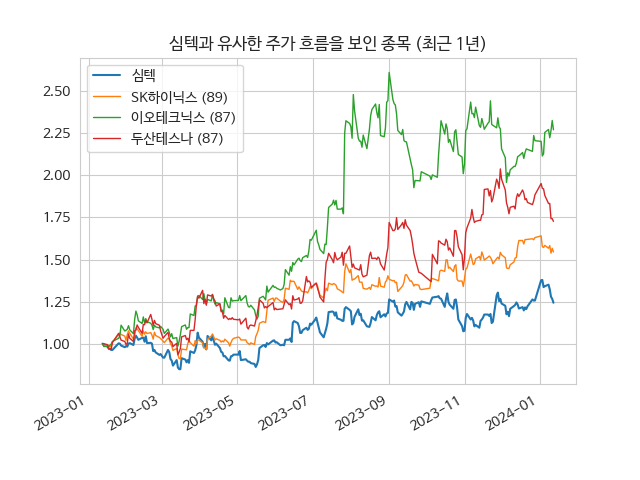 심텍과 유사한 주가 흐름을 보인 종목 (최근 1년)
심텍
SK하이닉스 (89)
이오테크닉스 (87)
두산테스나 (87)
2.50
2.25
2.00
1.75
1.50
1.25
1.00
2023-01
2023-03
2023-05
2023-07
2023-09
2023-11
2024-01